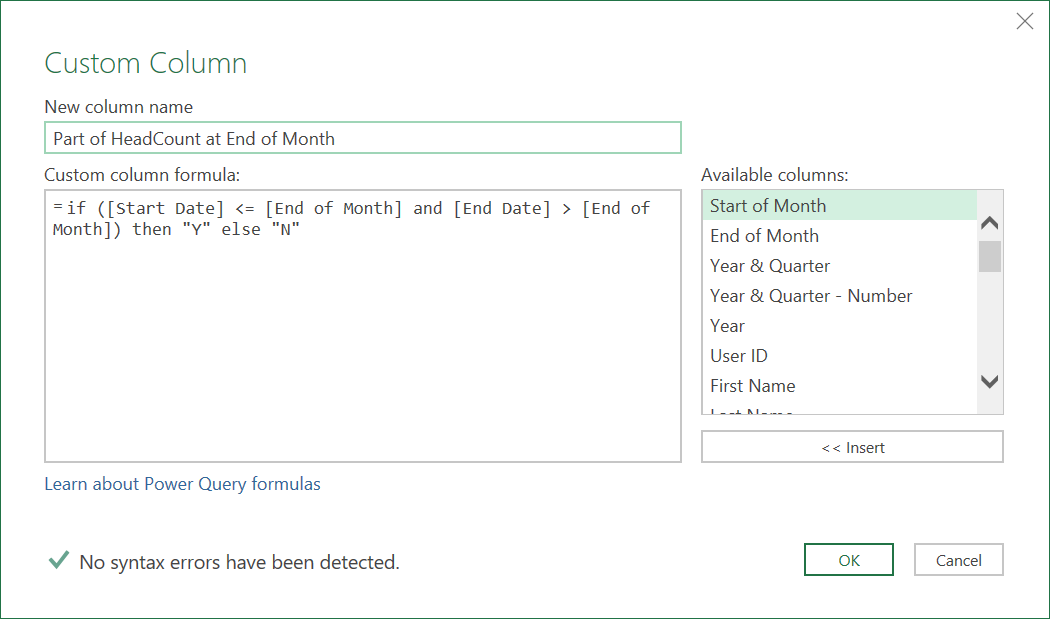 Custom Column
New column name
Part of HeadCount at End of Month
Custom column formula:
=if ([Start Date] <= [End of Month] and [End Date] > [End of
Month]) then "Y" else "N"
Available columns:
Start of Month
End of Month
Year & Quarter
Year & Quarter - Number
Year
User ID
First Name
Last Name
<< Insert
Learn about Power Query formulas
No syntax errors have been detected.
OK
Cancel